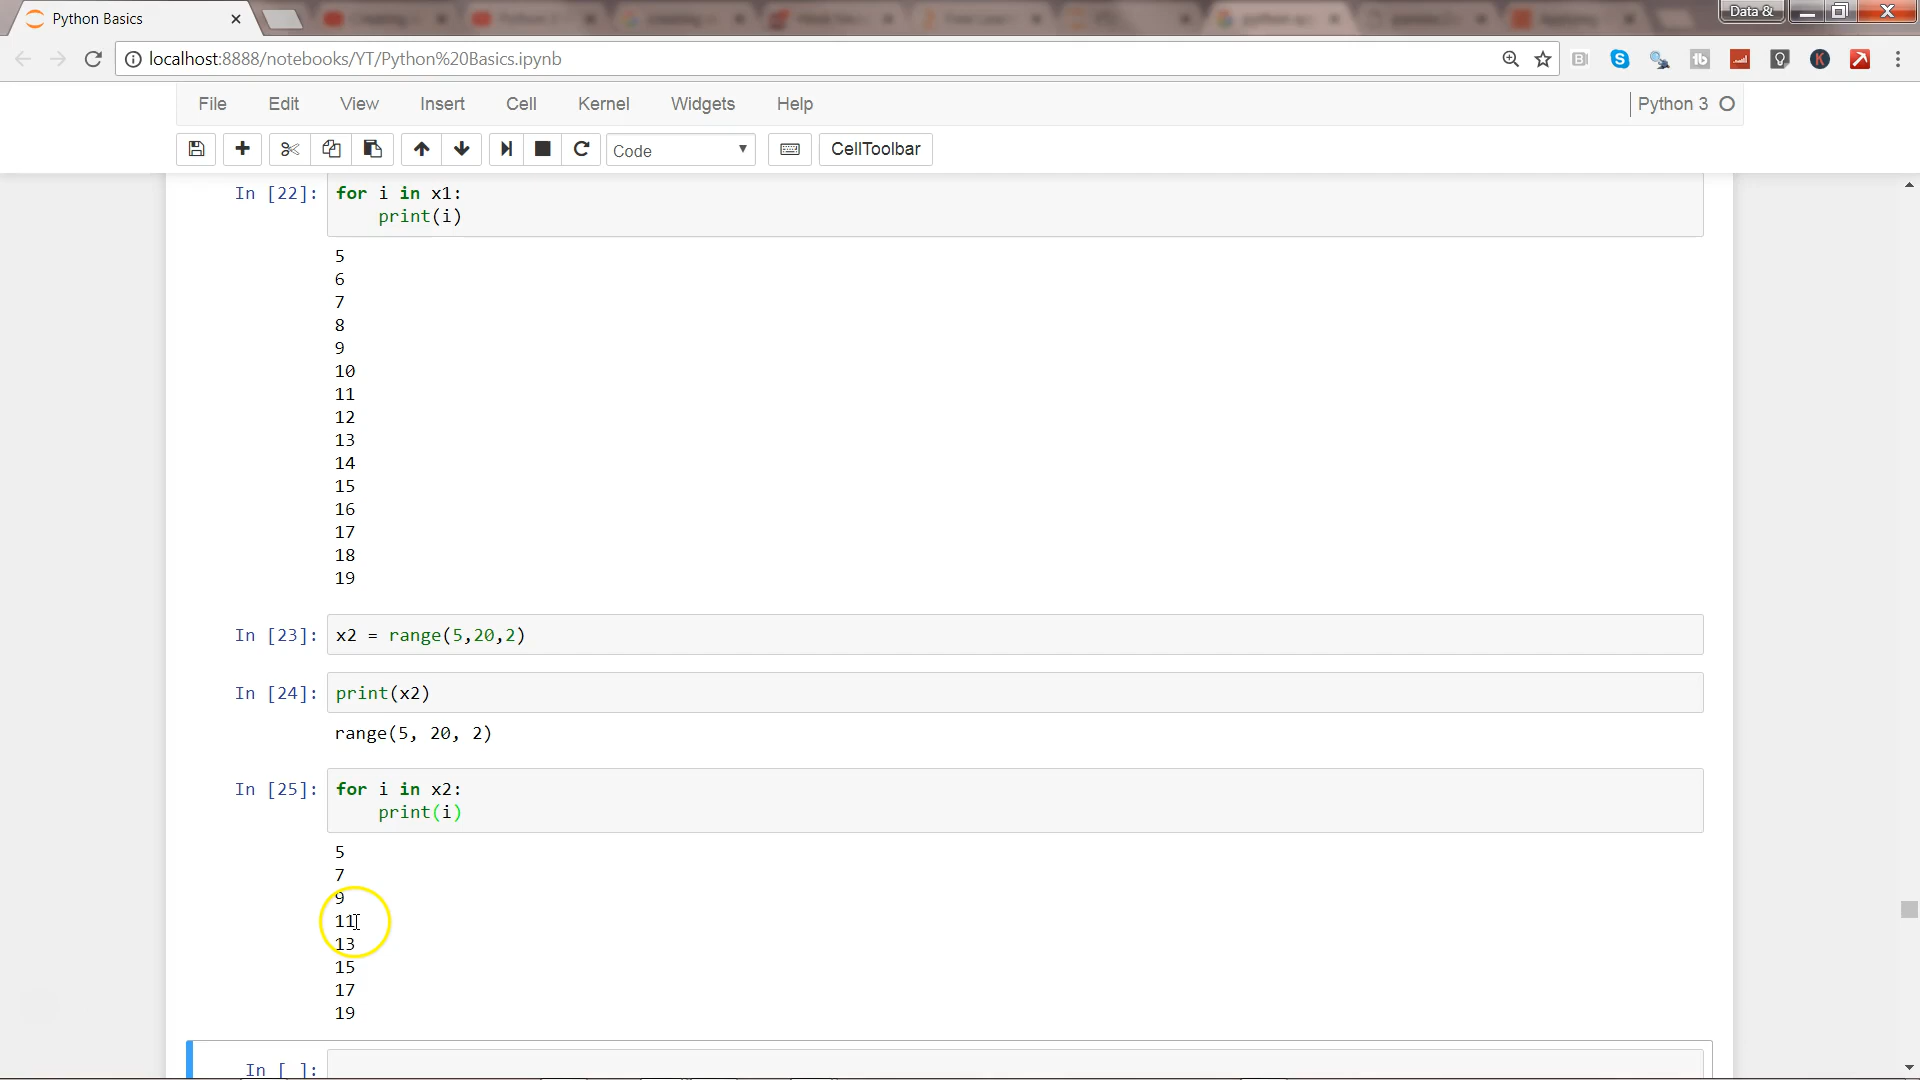 Python Basics
Data &
localhost:8888/notebooks/YT/Python%20Basics.ipynb
File Edit View Insert Cell Kernel Widgets Help
Python 3
Code
CellToolbar
In [22]: for i in x1:
print(i)
5
6
7
8
9
10
11
12
13
14
15
16
17
18
19
In [23]: x2 = range(5,20,2)
In [24]: print(x2)
range(5, 20, 2)
In [25]: for i in x2:
print(i)
5
7
9
11
13
15
17
19
In [ ]: